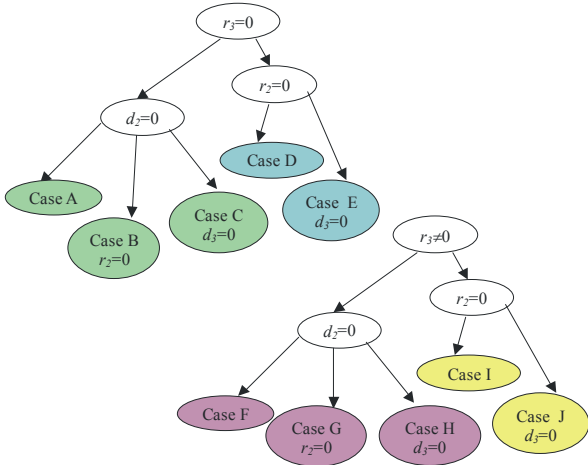 r₃=0
r₂=0
d₂=0
Case D
Case A
Case B
r₂=0
Case C
d₃=0
Case E
d₃=0
r₃≠0
r₂=0
d₂=0
Case I
Case F
Case G
r₂=0
Case H
d₃=0
Case J
d₃=0